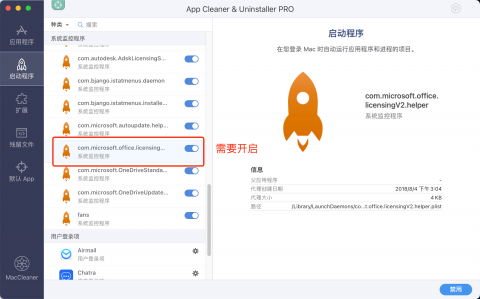 App Cleaner & Uninstaller PRO
应用程序
启动程序
扩展
残留文件
默认 App
MacCleaner
种类
搜索
系统监控程序
com.autodesk.AdskLicensingS...
系统监控程序
com.bjango.istatmenus.daemon
系统监控程序
com.bjango.istatmenus.installe...
系统监控程序
com.microsoft.autoupdate.help...
系统监控程序
com.microsoft.office.licensing...
系统监控程序
com.microsoft.OneDriveStanda...
系统监控程序
com.microsoft.OneDriveUpdate...
系统监控程序
fans
系统监控程序
用户登录项
Airmail
用户登录项
Chatra
用户登录项
需要开启
启动程序
在您登录 Mac 时自动运行应用程序和进程的项目。
com.microsoft.office.
licensingV2.helper
系统监控程序
信息
父应用程序 -
代理创建日期 2018/8/4 下午 3:04
代理大小 4 KB
路径 /Library/LaunchDaemons/co...t.office.licensingV2.helper.plist
禁用